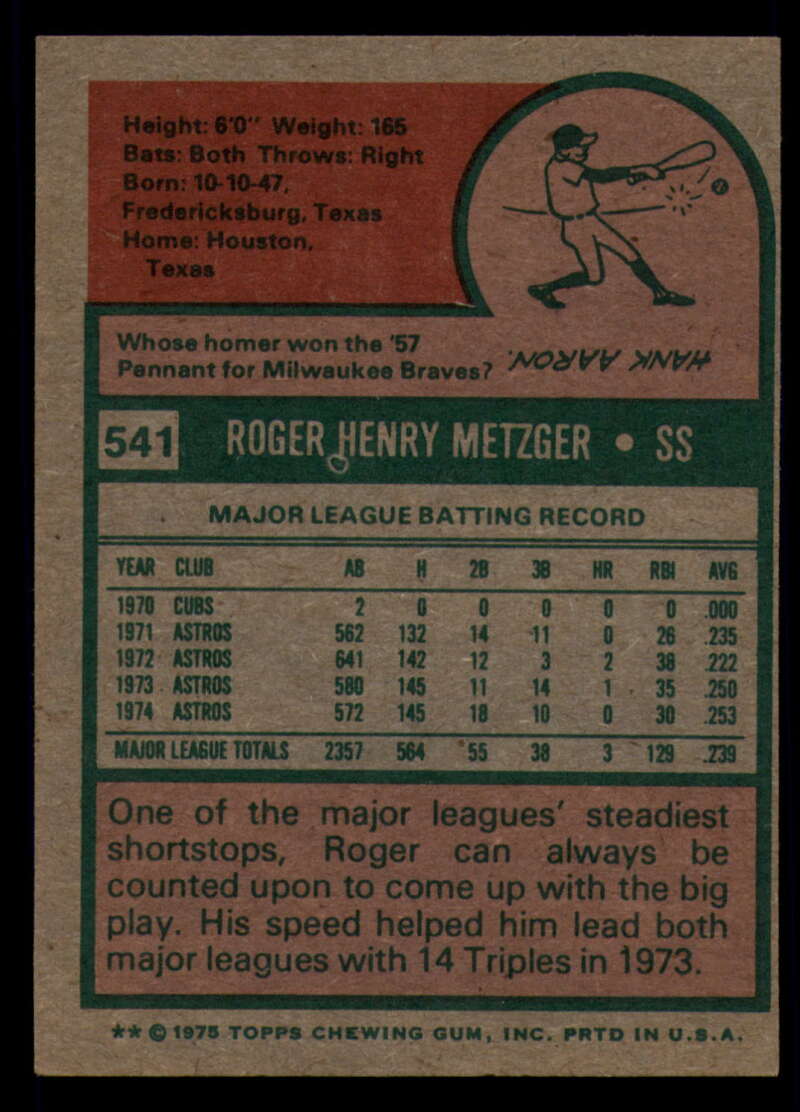 Height: 6'0" Weight: 165
Bats: Both Throws: Right
Born: 10-10-47,
Fredericksburg, Texas
Home: Houston,
Texas
Whose homer won the '57
Pennant for Milwaukee Braves?
HANK AARON.
541 ROGER HENRY METZGER • SS
MAJOR LEAGUE BATTING RECORD
YEAR CLUB AB H 2B 3B HR RBI AVG
1970 CUBS 2 0 0 0 0 0 .000
1971 ASTROS 562 132 14 11 0 26 .235
1972 ASTROS 641 142 12 3 2 38 .222
1973 ASTROS 580 145 11 14 1 35 .250
1974 ASTROS 572 145 18 10 0 30 .253
MAJOR LEAGUE TOTALS 2357 564 55 38 3 129 .239
One of the major leagues' steadiest
shortstops, Roger can always be
counted upon to come up with the big
play. His speed helped him lead both
major leagues with 14 Triples in 1973.
** © 1975 TOPPS CHEWING GUM, INC. PRTD IN U.S.A.